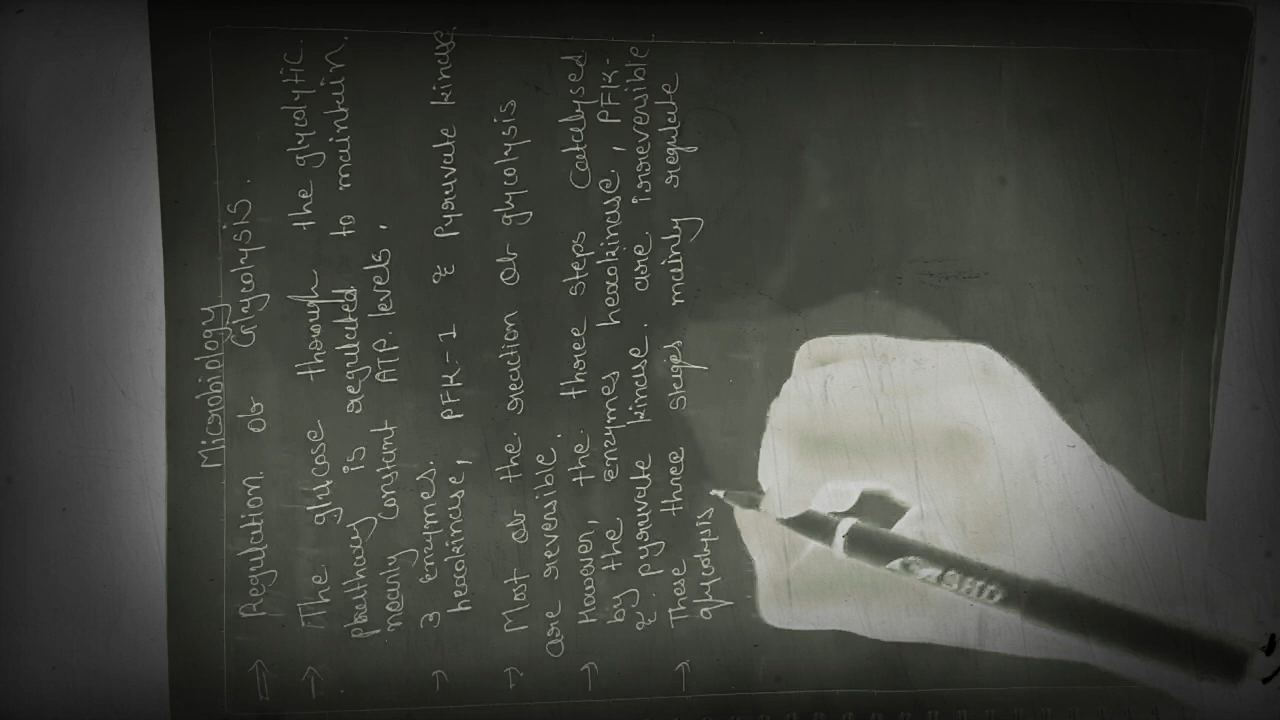 Microbiology
⇒ Regulation of Glycolysis.
→ The glucose thorough the glycolytic
pathway is regulated to maintain.
nearly constant ATP levels.
→ 3 enzymes.
hexokinase, PFK-1 & Pyruvate kinase.
→ Most of the reaction of glycolysis
are reversible.
→ However, the three steps Catalysed
by the enzymes hexokinase, PFK-
& pyruvate kinase. are irreversible.
→ These three stages mainly regulate
glycolysis